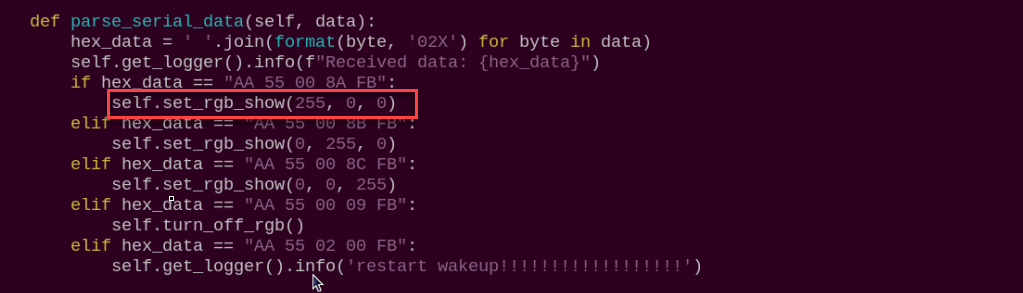 def parse_serial_data(self, data):
    hex_data = ' '.join(format(byte, '02X') for byte in data)
    self.get_logger().info(f"Received data: {hex_data}")
    if hex_data == "AA 55 00 8A FB":
        self.set_rgb_show(255, 0, 0)
    elif hex_data == "AA 55 00 8B FB":
        self.set_rgb_show(0, 255, 0)
    elif hex_data == "AA 55 00 8C FB":
        self.set_rgb_show(0, 0, 255)
    elif hex_data == "AA 55 00 09 FB":
        self.turn_off_rgb()
    elif hex_data == "AA 55 02 00 FB":
        self.get_logger().info('restart wakeup!!!!!!!!!!!!!!!!!!')